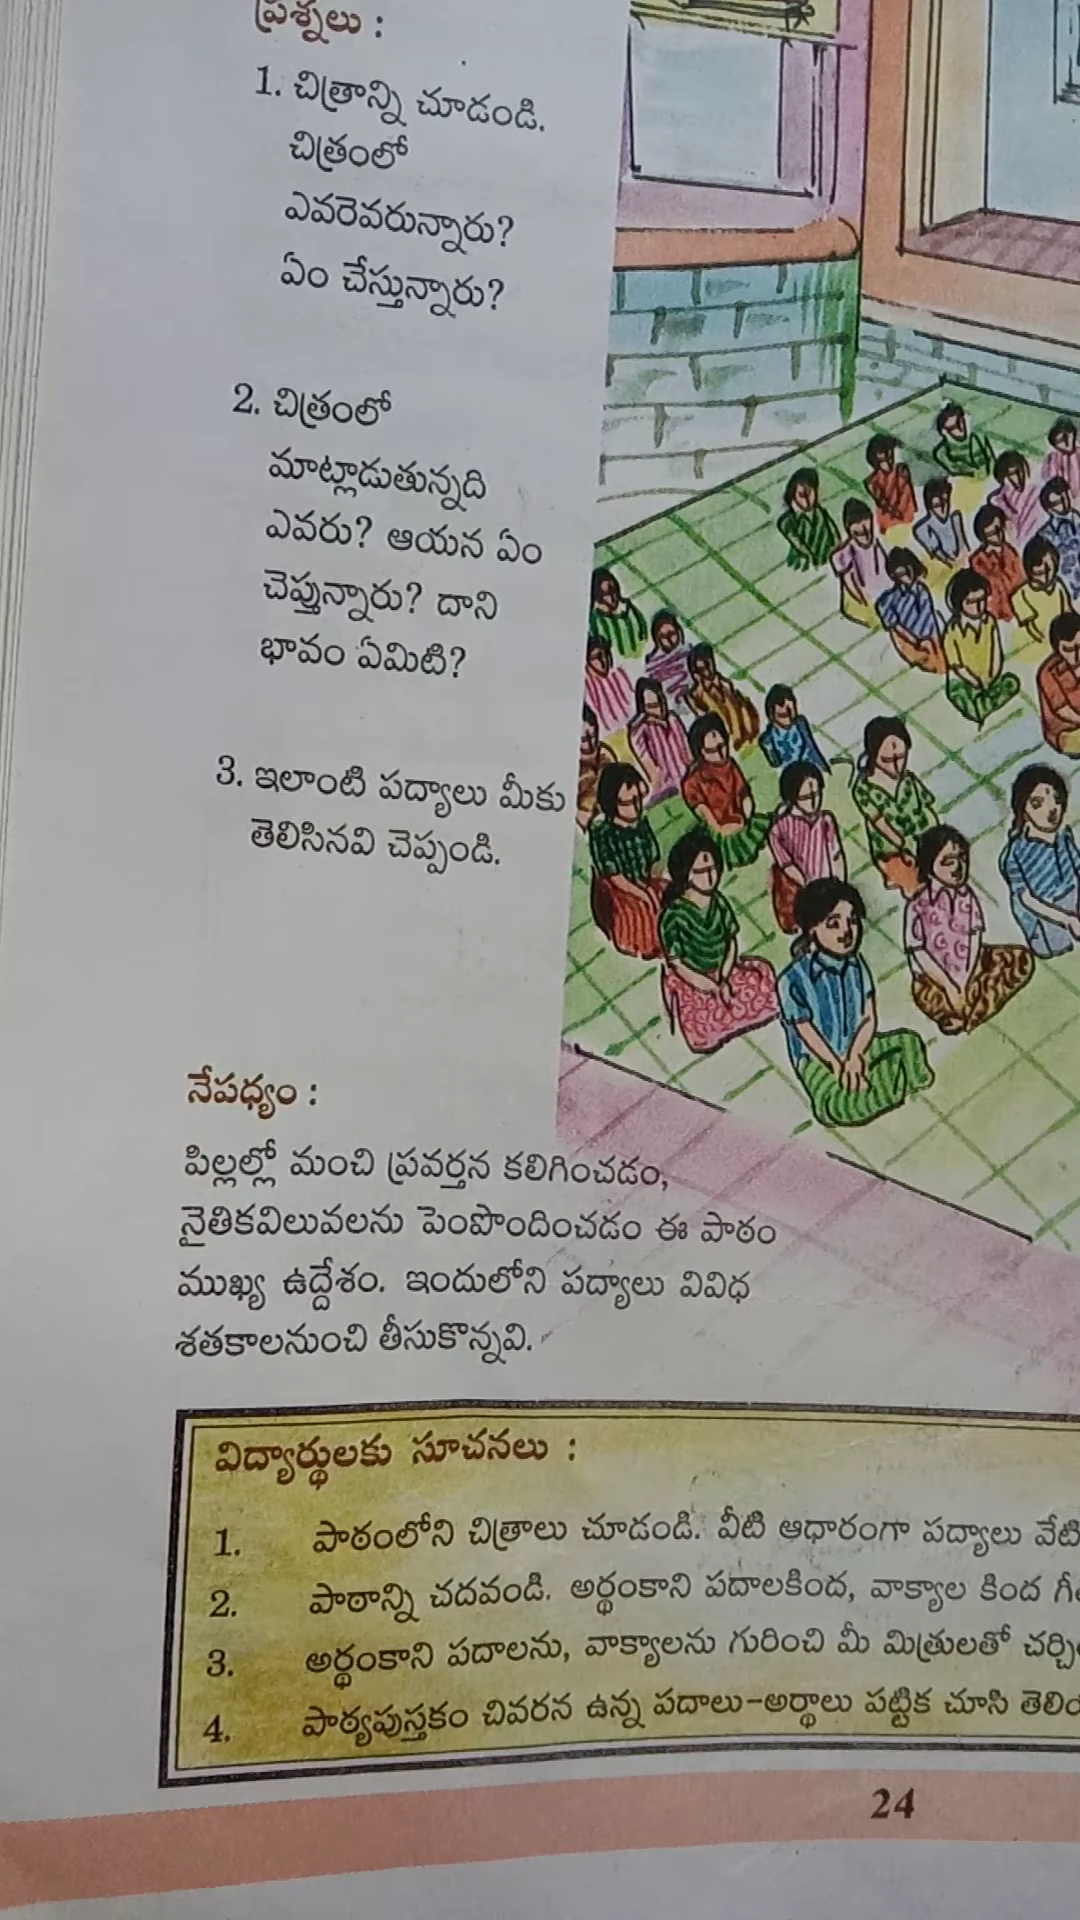 ప్రశ్నలు :
1. చిత్రాన్ని చూడండి.
చిత్రంలో
ఎవరెవరున్నారు?
ఏం చేస్తున్నారు?
2. చిత్రంలో
మాట్లాడుతున్నది
ఎవరు? ఆయన ఏం
చెప్తున్నారు? దాని
భావం ఏమిటి?
3. ఇలాంటి పద్యాలు మీకు
తెలిసినవి చెప్పండి.
నేపథ్యం :
పిల్లల్లో మంచి ప్రవర్తన కలిగించడం,
నైతికవిలువలను పెంపొందించడం ఈ పాఠం
ముఖ్య ఉద్దేశం. ఇందులోని పద్యాలు వివిధ
శతకాలనుంచి తీసుకొన్నవి.
విద్యార్థులకు సూచనలు :
1. పాఠంలోని చిత్రాలు చూడండి. వీటి ఆధారంగా పద్యాలు
2. పాఠాన్ని చదవండి. అర్థంకాని పదాలకింద, వాక్యాల కింద
3. అర్థంకాని పదాలను, వాక్యాలను గురించి మీ మిత్రులతో
4. పాఠ్యపుస్తకం చివరన ఉన్న పదాలు-అర్థాలు పట్టిక చూసి
24